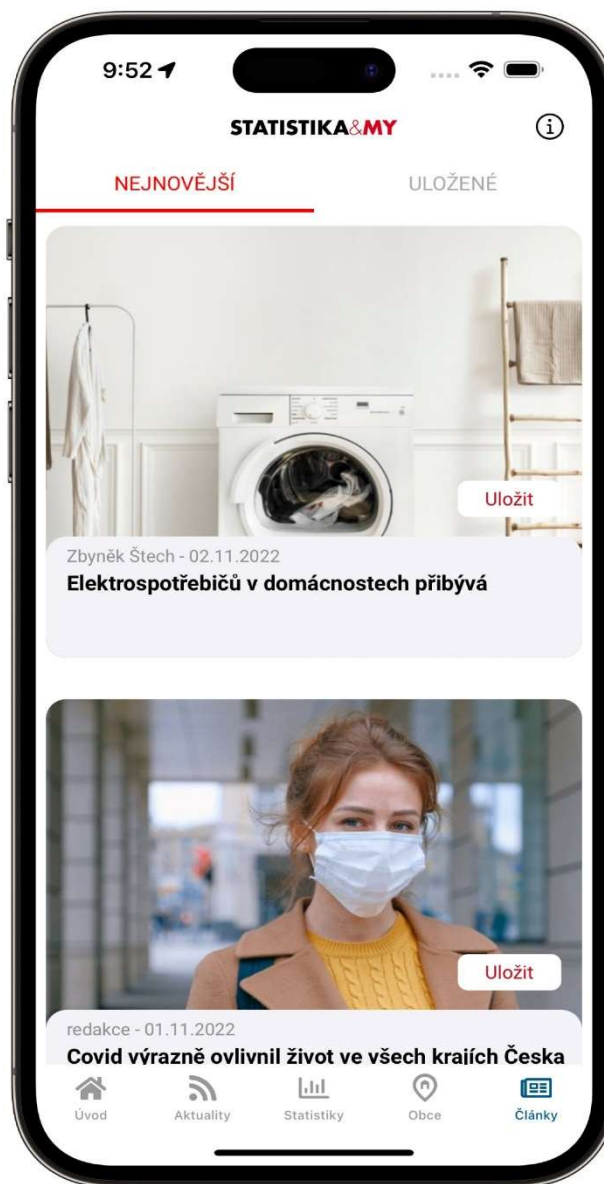 9:52
STATISTIKA&MY
NEJNOVĚJŠÍ
ULOŽENÉ
Uložit
Zbyněk Štech - 02.11.2022
Elektrospotřebičů v domácnostech přibývá
Uložit
redakce - 01.11.2022
Covid výrazně ovlivnil život ve všech krajích Česka
Úvod
Aktuality
Statistiky
Obce
Články